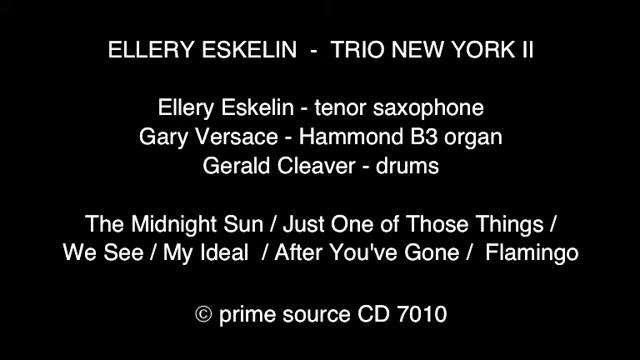 ELLERY ESKELIN - TRIO NEW YORK II
Ellery Eskelin - tenor saxophone
Gary Versace - Hammond B3 organ
Gerald Cleaver - drums
The Midnight Sun / Just One of Those Things /
We See / My Ideal / After You've Gone / Flamingo
© prime source CD 7010